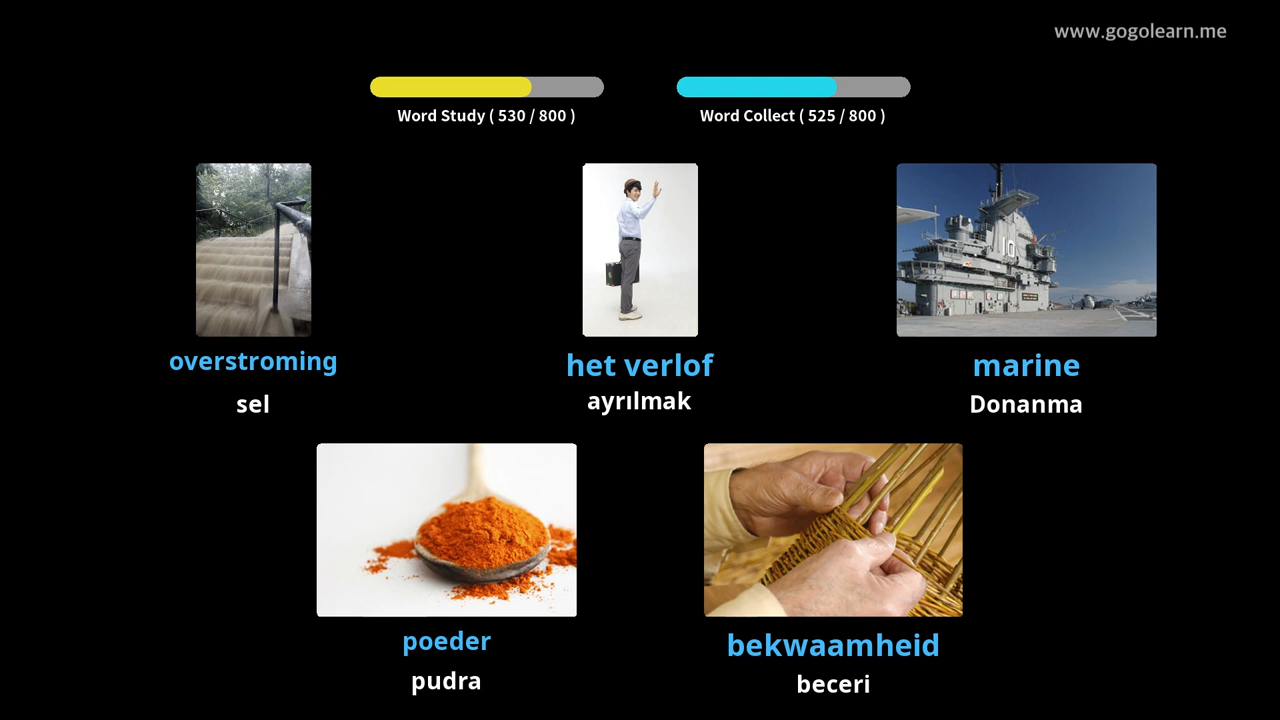 www.gogolearn.me
Word Study ( 530 / 800 )
Word Collect ( 525 / 800 )
overstroming
sel
het verlof
ayrılmak
16
marine
Donanma
poeder
pudra
bekwaamheid
beceri